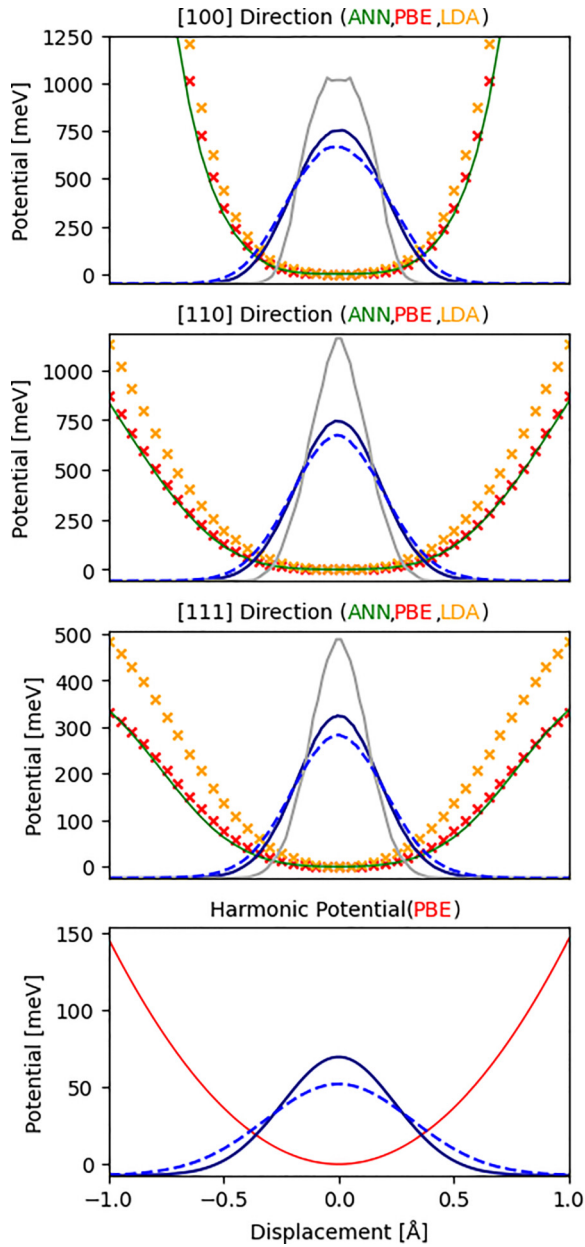 [100] Direction (ANN,PBE,LDA)
1250
1000
750
500
250
0
Potential [meV]
[110] Direction (ANN,PBE,LDA)
1000
750
500
250
0
Potential [meV]
[111] Direction (ANN,PBE,LDA)
500
400
300
200
100
0
Potential [meV]
Harmonic Potential(PBE)
150
100
50
0
Potential [meV]
−1.0 −0.5 0.0 0.5 1.0
Displacement [Å]